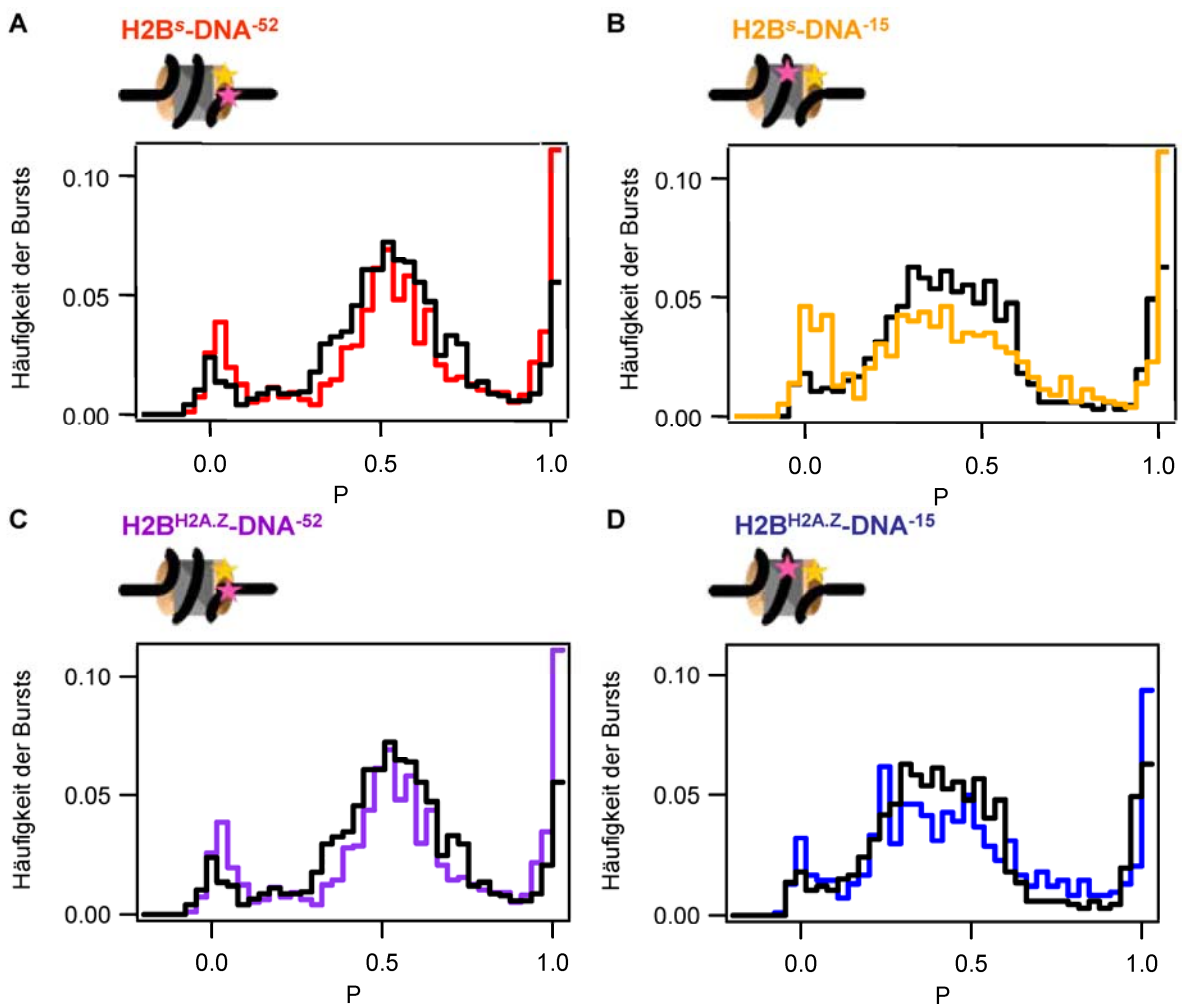 A
H2Bˢ-DNA⁻⁵²
Häufigkeit der Bursts
0.10
0.05
0.00
0.0 0.5 1.0
P
B
H2Bˢ-DNA⁻¹⁵
Häufigkeit der Bursts
0.10
0.05
0.00
0.0 0.5 1.0
P
C
H2B^H2A.Z-DNA⁻⁵²
Häufigkeit der Bursts
0.10
0.05
0.00
0.0 0.5 1.0
P
D
H2B^H2A.Z-DNA⁻¹⁵
Häufigkeit der Bursts
0.10
0.05
0.00
0.0 0.5 1.0
P